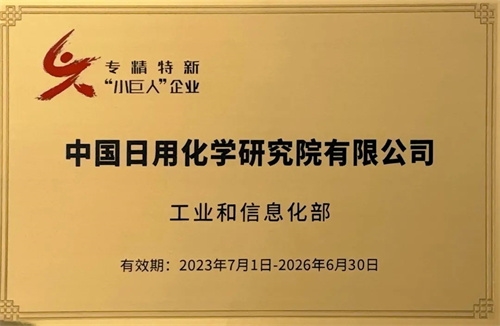 专精特新
“小巨人”企业
中国日用化学研究院有限公司
工业和信息化部
有效期：2023年7月1日-2026年6月30日